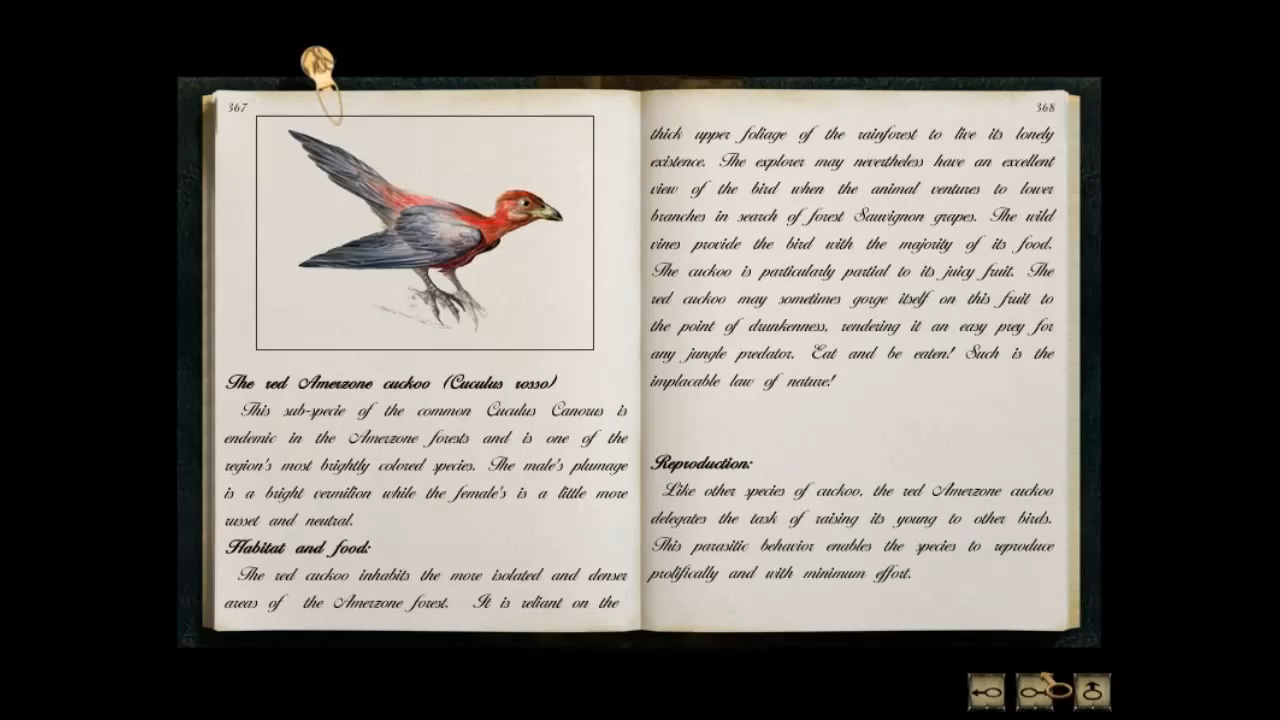 367
The red Amerzone cuckoo (Cuculus rosso)
This sub-specie of the common Cuculus Canorus is
endemic in the Amerzone forests and is one of the
region's most brightly colored species. The male's plumage
is a bright vermilion while the female's is a little more
russet and neutral.
Habitat and food:
The red cuckoo inhabits the more isolated and denser
areas of the Amerzone forest. It is reliant on the
368
thick upper foliage of the rainforest to live its lonely
existence. The explorer may nevertheless have an excellent
view of the bird when the animal ventures to lower
branches in search of forest Sauvignon grapes. The wild
vines provide the bird with the majority of its food.
The cuckoo is particularly partial to its juicy fruit. The
red cuckoo may sometimes gorge itself on this fruit to
the point of drunkenness, rendering it an easy prey for
any jungle predator. Eat and be eaten! Such is the
implacable law of nature!
Reproduction:
Like other species of cuckoo, the red Amerzone cuckoo
delegates the task of raising its young to other birds.
This parasitic behavior enables the species to reproduce
prolifically and with minimum effort.